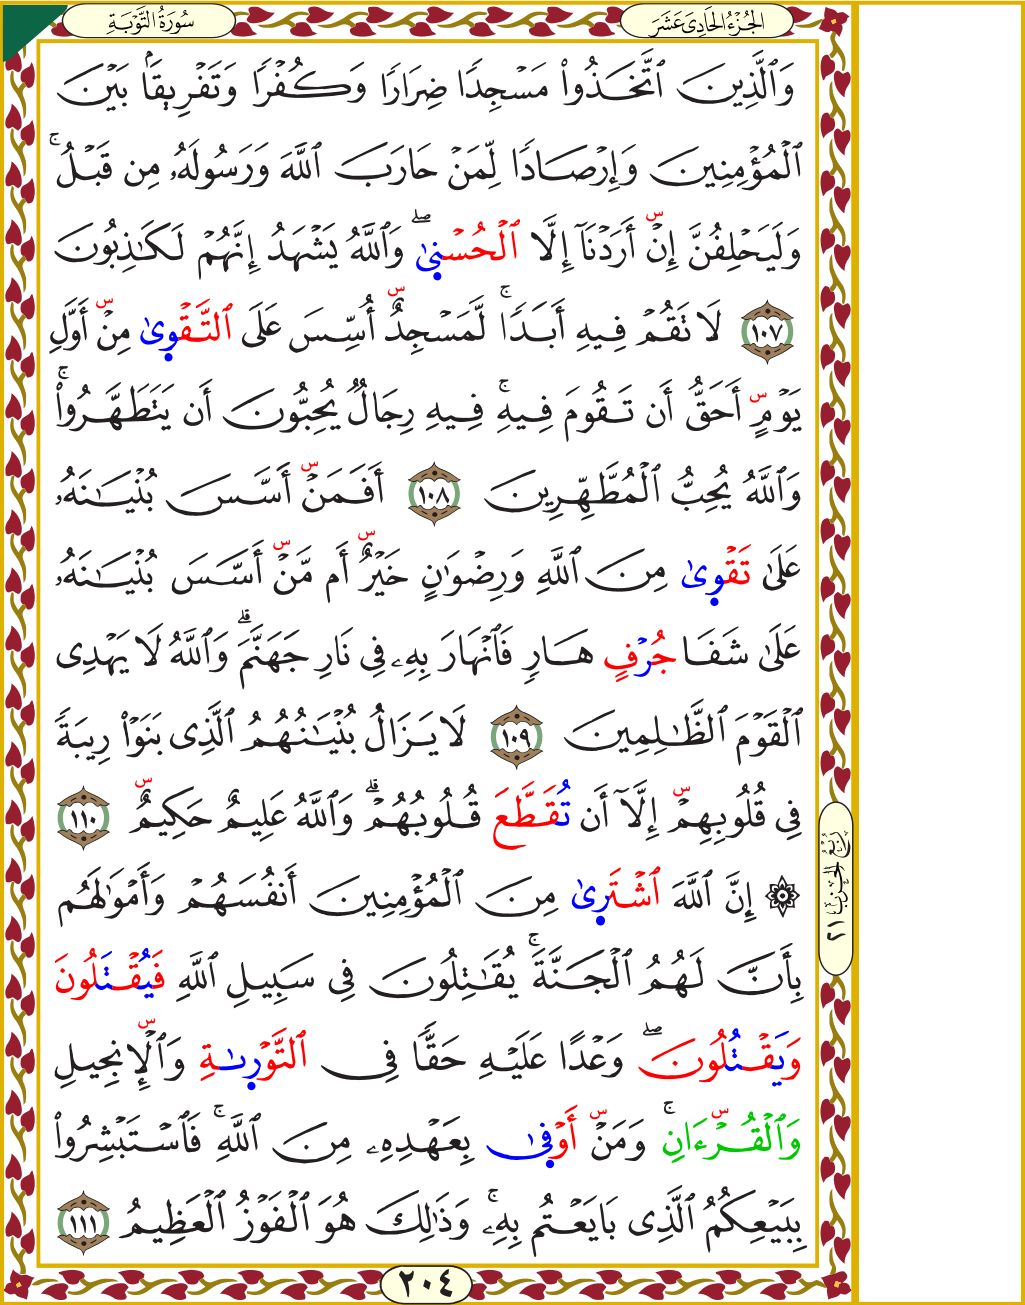 سُورَةُ التَّوْبَةِ
الجُزْءُ الحَادِىَ عَشَرَ
وَٱلَّذِينَ ٱتَّخَذُوا۟ مَسْجِدًا ضِرَارًا وَكُفْرًا وَتَفْرِيقًۢا بَيْنَ
ٱلْمُؤْمِنِينَ وَإِرْصَادًا لِّمَنْ حَارَبَ ٱللَّهَ وَرَسُولَهُۥ مِن قَبْلُ ۚ
وَلَيَحْلِفُنَّ إِنْ أَرَدْنَآ إِلَّا ٱلْحُسْنِىٰ ۖ وَٱللَّهُ يَشْهَدُ إِنَّهُمْ لَكَـٰذِبُونَ
١٠٧ لَا تَقُمْ فِيهِ أَبَدًا ۚ لَّمَسْجِدٌ أُسِّسَ عَلَى ٱلتَّقْوِىٰ مِنْ أَوَّلِ
يَوْمٍ أَحَقُّ أَن تَقُومَ فِيهِ ۚ فِيهِ رِجَالٌ يُحِبُّونَ أَن يَتَطَهَّرُوا۟ ۚ
وَٱللَّهُ يُحِبُّ ٱلْمُطَّهِّرِينَ ١٠٨ أَفَمَنْ أَسَّسَ بُنْيَـٰنَهُۥ
عَلَىٰ تَقْوِىٰ مِنَ ٱللَّهِ وَرِضْوَٰنٍ خَيْرٌ أَم مَّنْ أَسَّسَ بُنْيَـٰنَهُۥ
عَلَىٰ شَفَا جُرْفٍ هَارٍ فَٱنْهَارَ بِهِۦ فِى نَارِ جَهَنَّمَ ۗ وَٱللَّهُ لَا يَهْدِى
ٱلْقَوْمَ ٱلظَّـٰلِمِينَ ١٠٩ لَا يَزَالُ بُنْيَـٰنُهُمُ ٱلَّذِى بَنَوْا۟ رِيبَةً
فِى قُلُوبِهِمْ إِلَّآ أَن تُقَطَّعَ قُلُوبُهُمْ ۗ وَٱللَّهُ عَلِيمٌ حَكِيمٌ ١١٠
۞ إِنَّ ٱللَّهَ ٱشْتَرِىٰ مِنَ ٱلْمُؤْمِنِينَ أَنفُسَهُمْ وَأَمْوَٰلَهُم
بِأَنَّ لَهُمُ ٱلْجَنَّةَ ۚ يُقَـٰتِلُونَ فِى سَبِيلِ ٱللَّهِ فَيُقْتَلُونَ
وَيَقْتُلُونَ ۖ وَعْدًا عَلَيْهِ حَقًّا فِى ٱلتَّوْرِىٰةِ وَٱلْإِنجِيلِ
وَٱلْقُرْءَانِ ۚ وَمَنْ أَوْفِىٰ بِعَهْدِهِۦ مِنَ ٱللَّهِ ۚ فَٱسْتَبْشِرُوا۟
بِبَيْعِكُمُ ٱلَّذِى بَايَعْتُم بِهِۦ ۚ وَذَٰلِكَ هُوَ ٱلْفَوْزُ ٱلْعَظِيمُ ١١١
رُبْعُ الحِزْبِ ٢١
٢٠٤